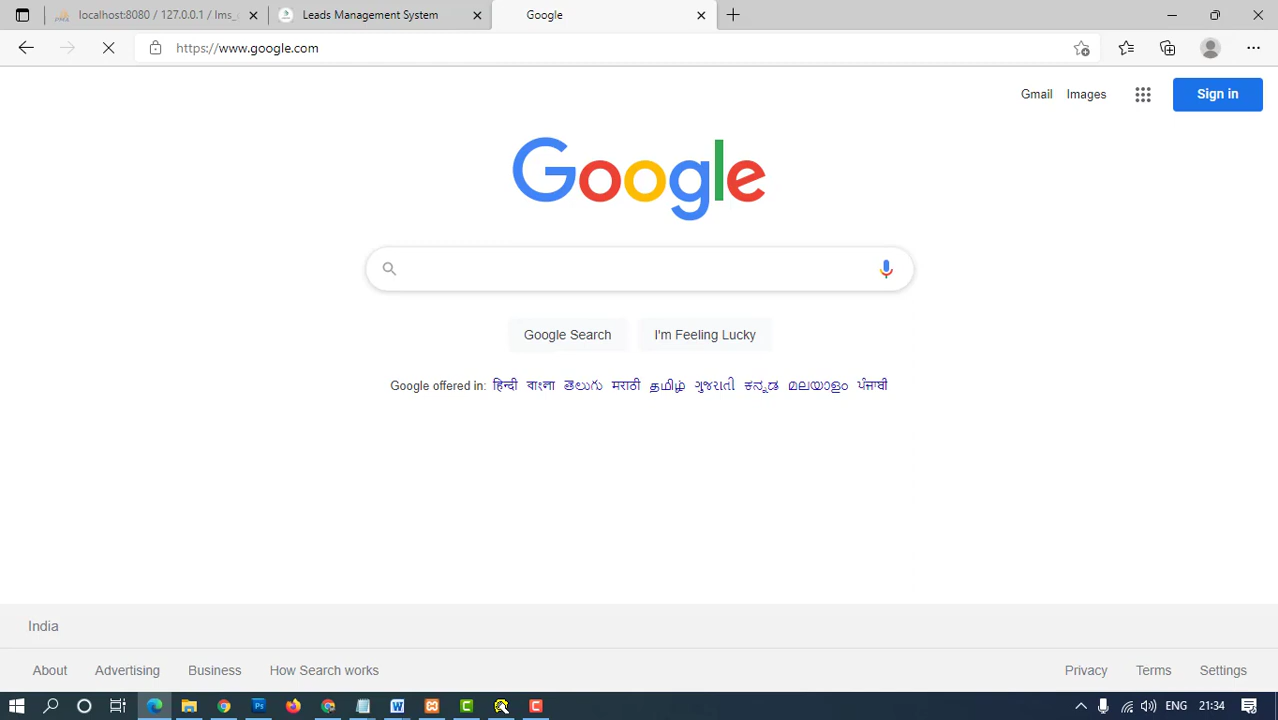 localhost:8080 / 127.0.0.1 / lms_
Leads Management System
Google
https://www.google.com
Gmail
Images
Sign in
Google
Google Search
I'm Feeling Lucky
Google offered in: हिन्दी বাংলা తెలుగు मराठी தமிழ் ગુજરાતી ಕನ್ನಡ മലയാളം ਪੰਜਾਬੀ
India
About
Advertising
Business
How Search works
Privacy
Terms
Settings
ENG
21:34